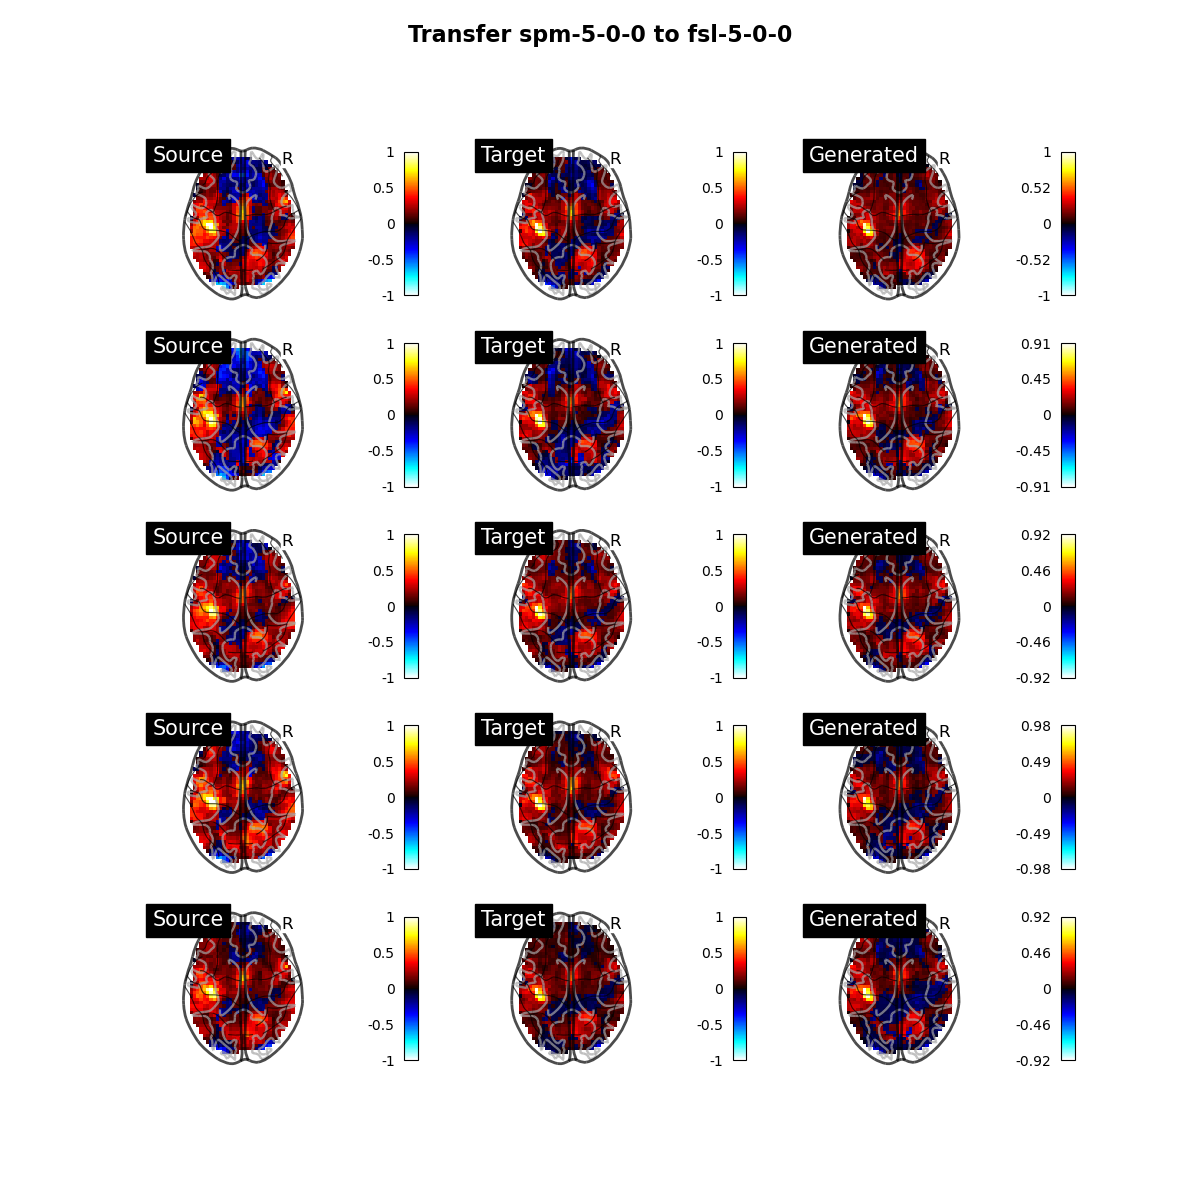 Transfer spm-5-0-0 to fsl-5-0-0
Source R 1 Target R 1 Generated R 1
0.5 0.5 0.52
0 0 0
-0.5 -0.5 -0.52
-1 -1 -1
Source R 1 Target R 1 Generated R 0.91
0.5 0.5 0.45
0 0 0
-0.5 -0.5 -0.45
-1 -1 -0.91
Source R 1 Target R 1 Generated R 0.92
0.5 0.5 0.46
0 0 0
-0.5 -0.5 -0.46
-1 -1 -0.92
Source R 1 Target R 1 Generated R 0.98
0.5 0.5 0.49
0 0 0
-0.5 -0.5 -0.49
-1 -1 -0.98
Source R 1 Target R 1 Generated R 0.92
0.5 0.5 0.46
0 0 0
-0.5 -0.5 -0.46
-1 -1 -0.92